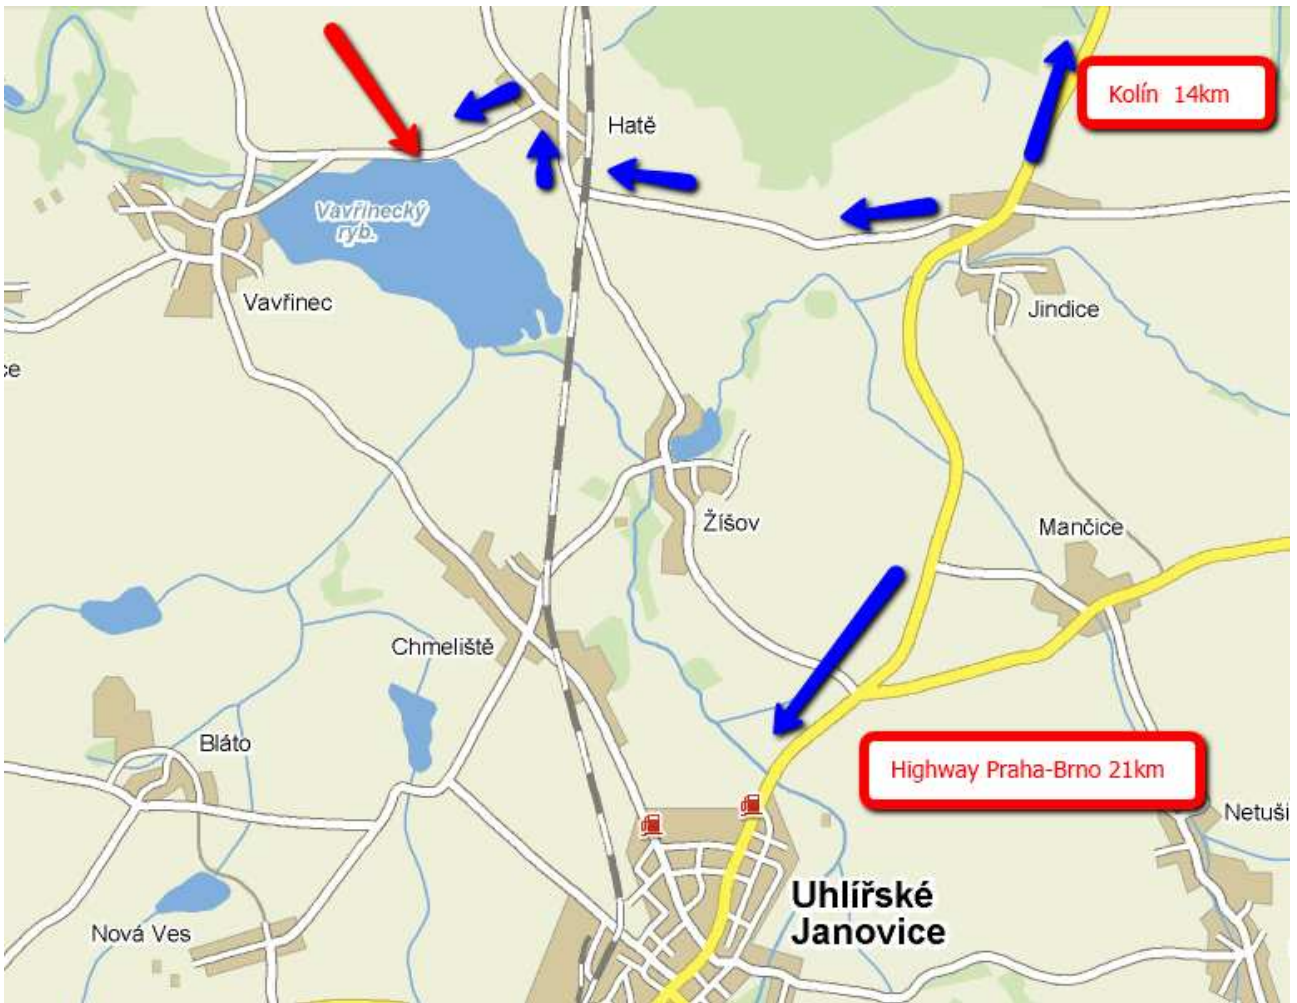 Kolín 14km
Hatě
Vavřinecký
ryb.
Vavřinec
Jindice
ce
Žíšov
Mančice
Chmeliště
Bláto
Highway Praha-Brno 21km
Netuši
Uhlířské
Janovice
Nová Ves